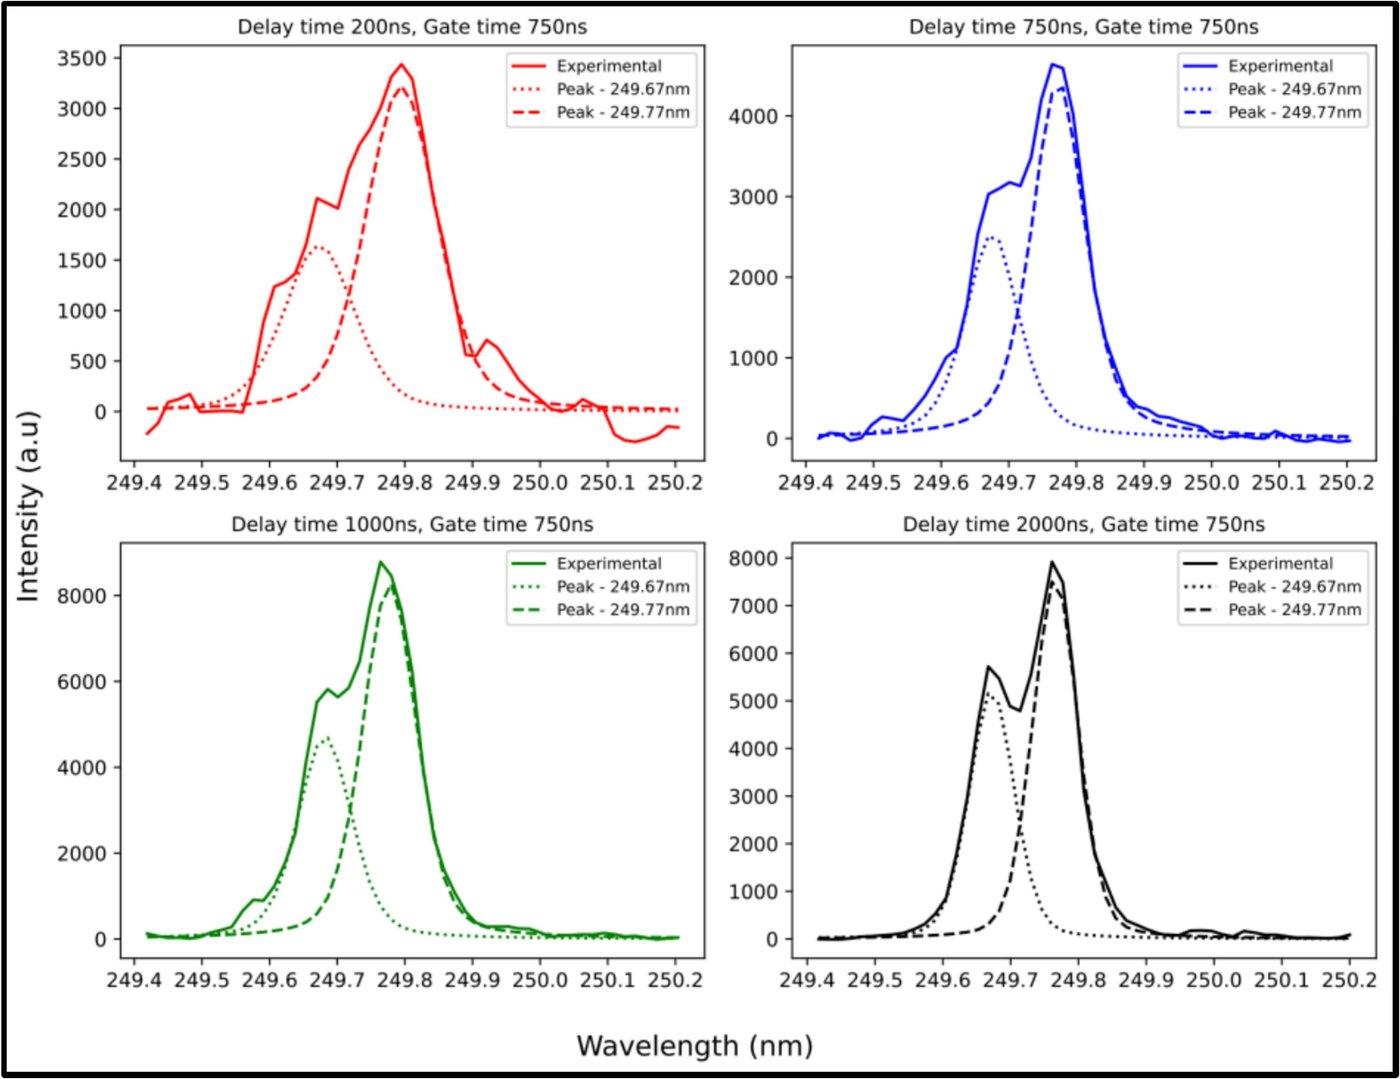 Delay time 200ns, Gate time 750ns
Experimental
Peak - 249.67nm
Peak - 249.77nm
3500
3000
2500
2000
1500
1000
500
0
249.4 249.5 249.6 249.7 249.8 249.9 250.0 250.1 250.2
Delay time 750ns, Gate time 750ns
Experimental
Peak - 249.67nm
Peak - 249.77nm
4000
3000
2000
1000
0
249.4 249.5 249.6 249.7 249.8 249.9 250.0 250.1 250.2
Intensity (a.u)
Delay time 1000ns, Gate time 750ns
Experimental
Peak - 249.67nm
Peak - 249.77nm
8000
6000
4000
2000
0
249.4 249.5 249.6 249.7 249.8 249.9 250.0 250.1 250.2
Delay time 2000ns, Gate time 750ns
Experimental
Peak - 249.67nm
Peak - 249.77nm
8000
7000
6000
5000
4000
3000
2000
1000
0
249.4 249.5 249.6 249.7 249.8 249.9 250.0 250.1 250.2
Wavelength (nm)